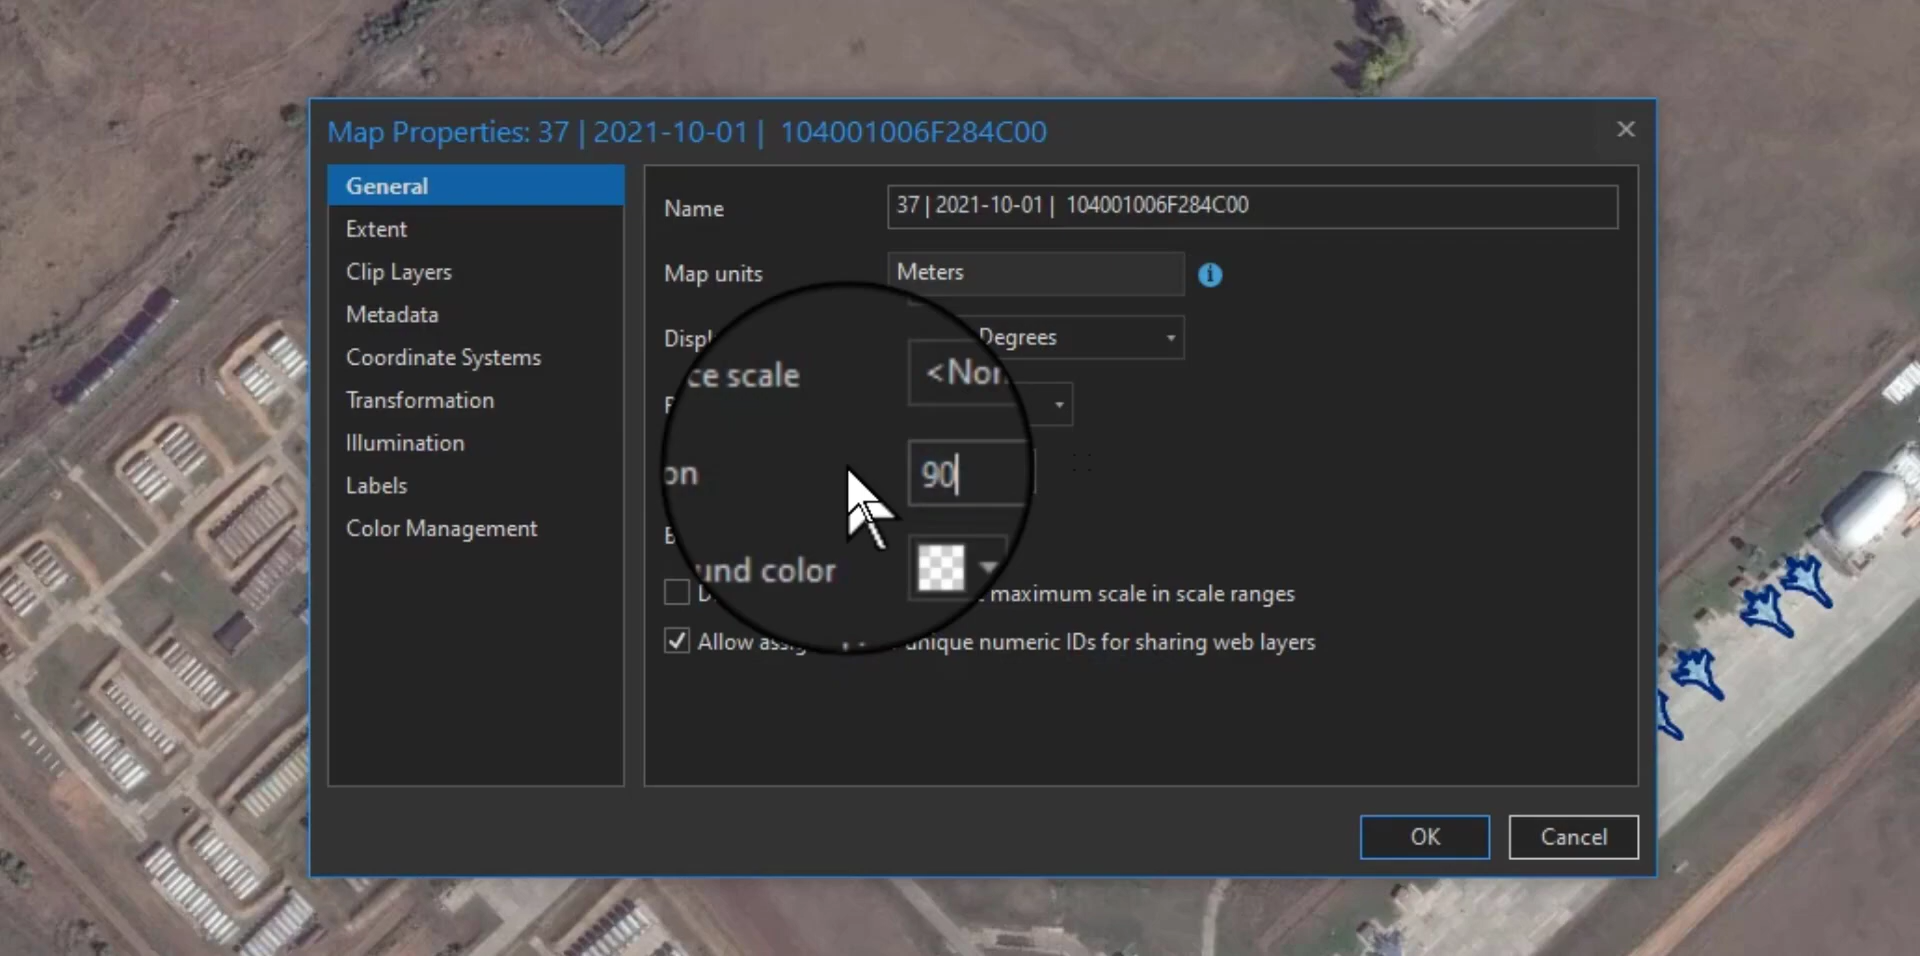 Map Properties: 37 | 2021-10-01 | 104001006F284C00
General
Extent
Clip Layers
Metadata
Coordinate Systems
Transformation
Illumination
Labels
Color Management
Name
37 | 2021-10-01 | 104001006F284C00
Map units
Meters
Degrees
ce scale
<Non
on
90
und color
maximum scale in scale ranges
Allow
unique numeric IDs for sharing web layers
OK
Cancel